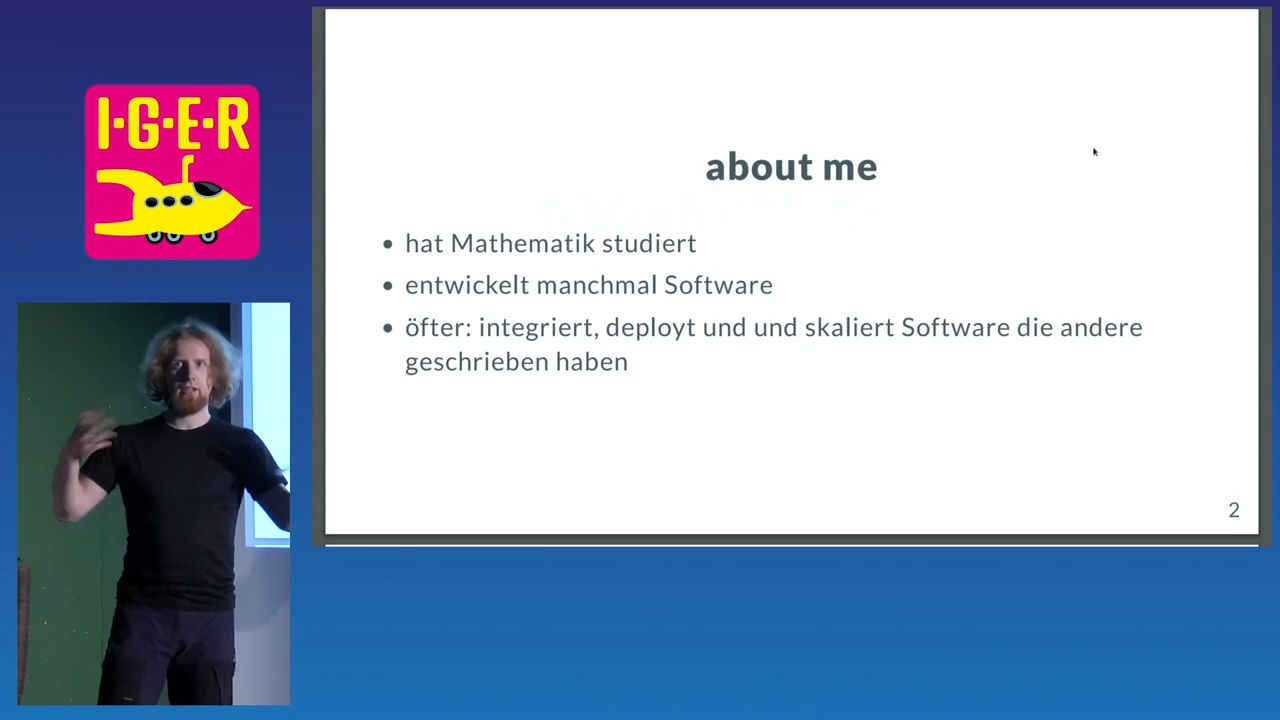 I·G·E·R
about me
• hat Mathematik studiert
• entwickelt manchmal Software
• öfter: integriert, deployt und und skaliert Software die andere
geschrieben haben
2